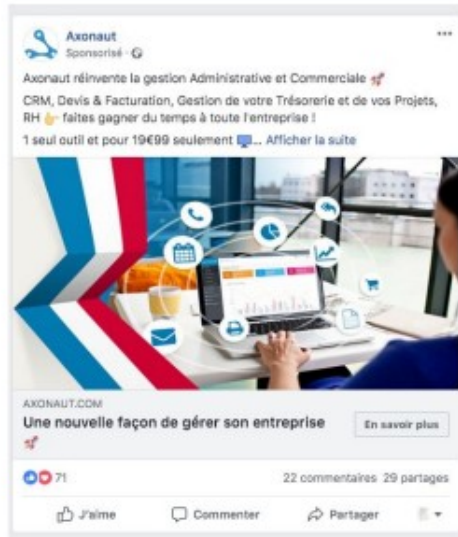 Axonaut
Sponsorisé ·
Axonaut réinvente la gestion Administrative et Commerciale 🚀
CRM, Devis & Facturation, Gestion de votre Trésorerie et de vos Projets,
RH 👉 faites gagner du temps à toute l'entreprise !
1 seul outil et pour 19€99 seulement 💻... Afficher la suite
AXONAUT.COM
Une nouvelle façon de gérer son entreprise
🚀
En savoir plus
71
22 commentaires 29 partages
J'aime
Commenter
Partager